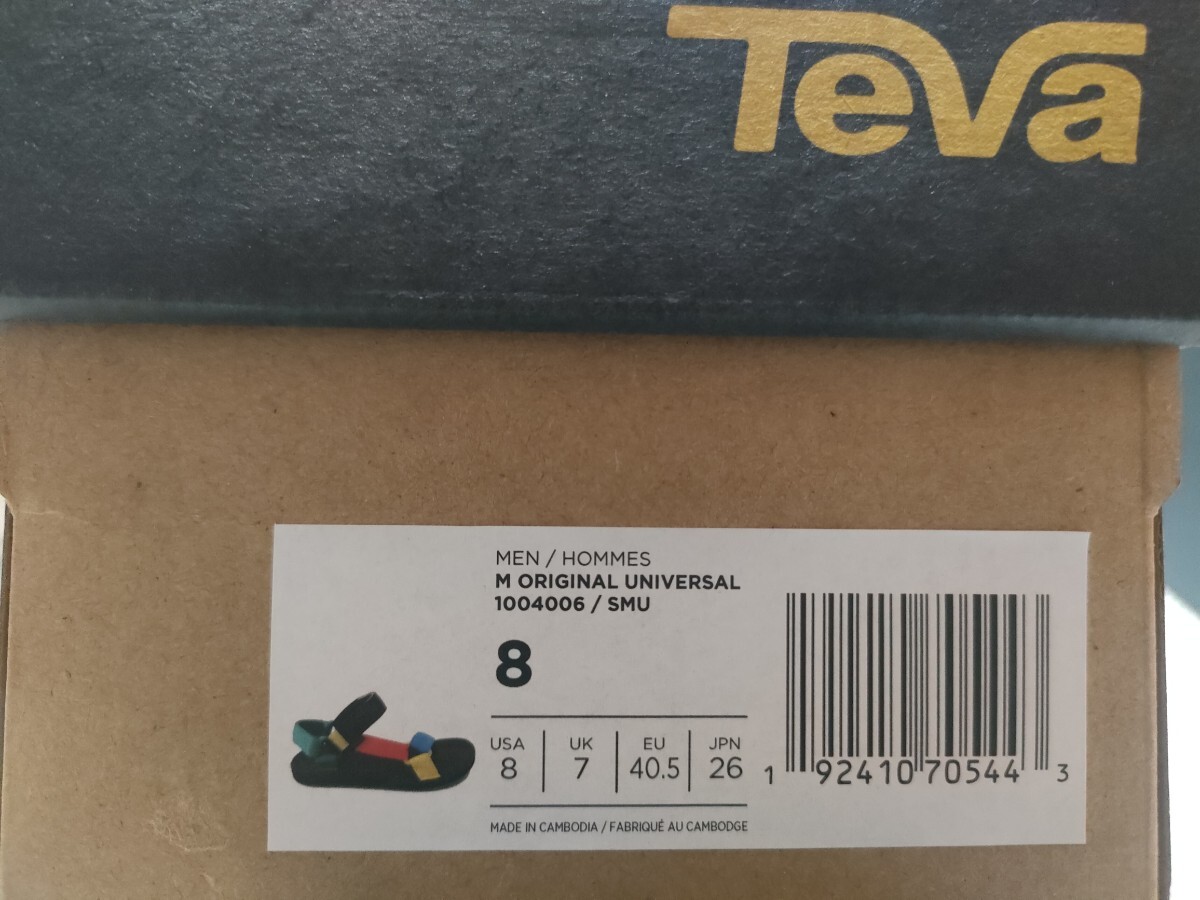 Teva
MEN / HOMMES
M ORIGINAL UNIVERSAL
1004006 / SMU
8
USA UK EU JPN
8 7 40.5 26
MADE IN CAMBODIA / FABRIQUÉ AU CAMBODGE
1 92410 70544 3